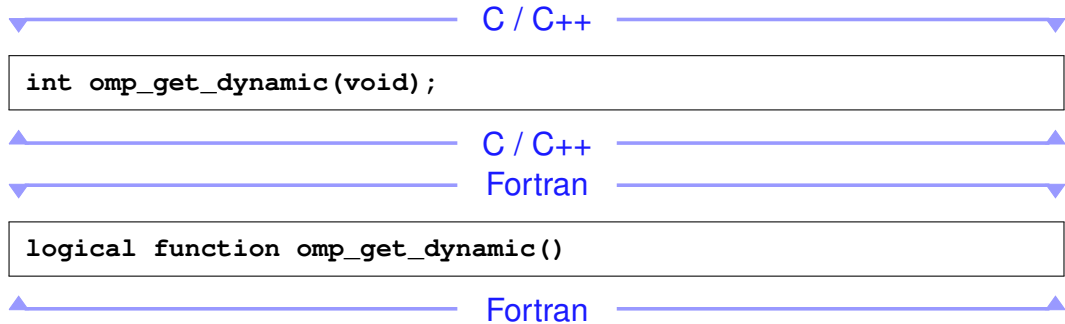 C / C++
int omp_get_dynamic(void);
C / C++
Fortran
logical function omp_get_dynamic()
Fortran